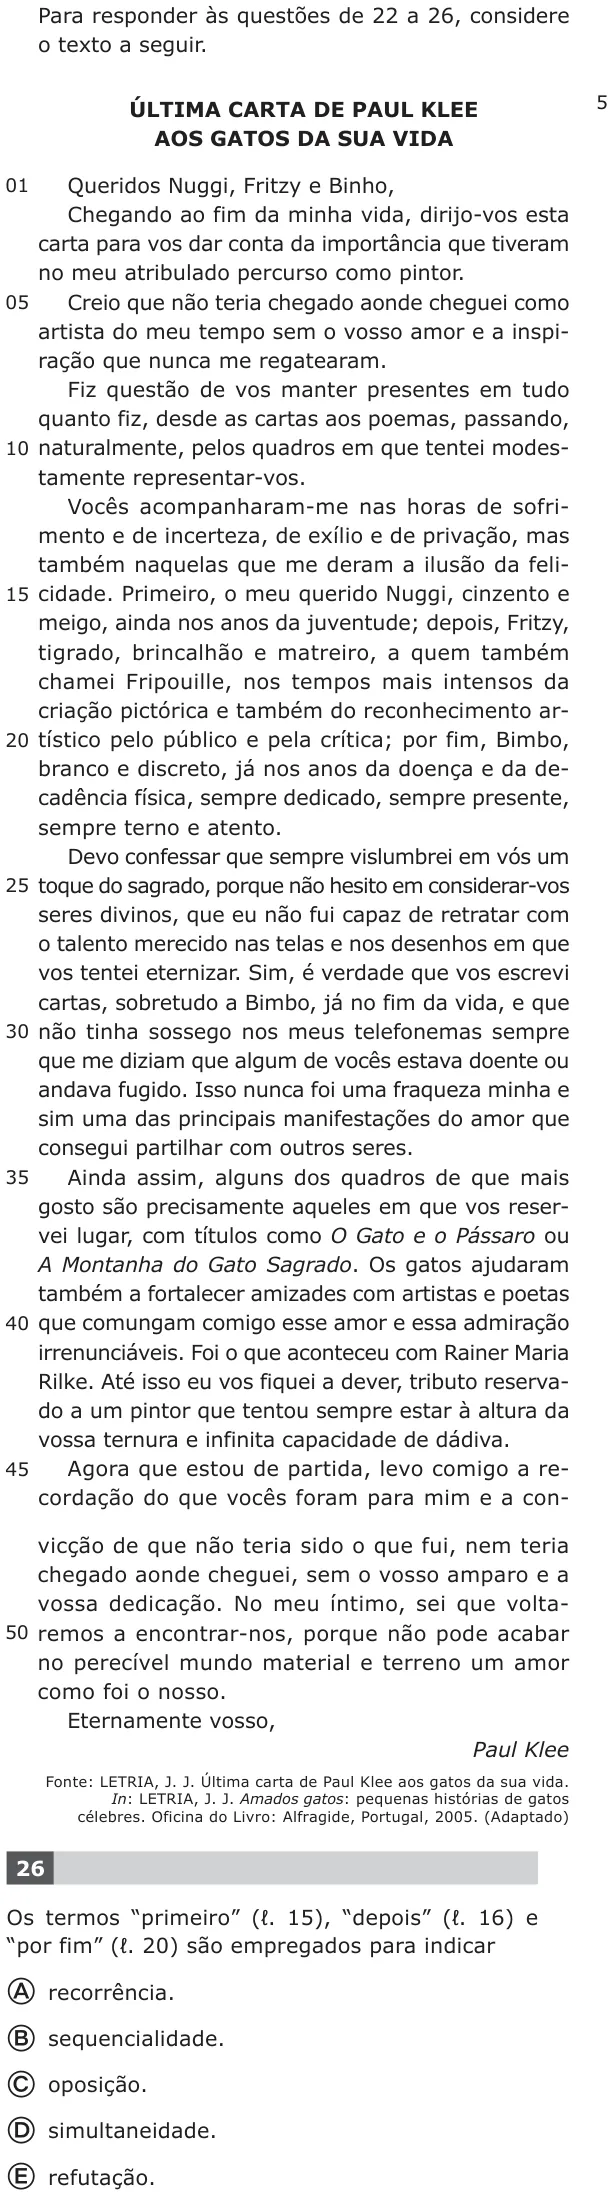 Para responder às questões de 22 a 26, considere
o texto a seguir.
5
ÚLTIMA CARTA DE PAUL KLEE
AOS GATOS DA SUA VIDA
01 Queridos Nuggi, Fritzy e Binho,
Chegando ao fim da minha vida, dirijo-vos esta
carta para vos dar conta da importância que tiveram
no meu atribulado percurso como pintor.
05 Creio que não teria chegado aonde cheguei como
artista do meu tempo sem o vosso amor e a inspi-
ração que nunca me regatearam.
Fiz questão de vos manter presentes em tudo
quanto fiz, desde as cartas aos poemas, passando,
10 naturalmente, pelos quadros em que tentei modes-
tamente representar-vos.
Vocês acompanharam-me nas horas de sofri-
mento e de incerteza, de exílio e de privação, mas
também naquelas que me deram a ilusão da feli-
15 cidade. Primeiro, o meu querido Nuggi, cinzento e
meigo, ainda nos anos da juventude; depois, Fritzy,
tigrado, brincalhão e matreiro, a quem também
chamei Fripouille, nos tempos mais intensos da
criação pictórica e também do reconhecimento ar-
20 tístico pelo público e pela crítica; por fim, Bimbo,
branco e discreto, já nos anos da doença e da de-
cadência física, sempre dedicado, sempre presente,
sempre terno e atento.
Devo confessar que sempre vislumbrei em vós um
25 toque do sagrado, porque não hesito em considerar-vos
seres divinos, que eu não fui capaz de retratar com
o talento merecido nas telas e nos desenhos em que
vos tentei eternizar. Sim, é verdade que vos escrevi
cartas, sobretudo a Bimbo, já no fim da vida, e que
30 não tinha sossego nos meus telefonemas sempre
que me diziam que algum de vocês estava doente ou
andava fugido. Isso nunca foi uma fraqueza minha e
sim uma das principais manifestações do amor que
consegui partilhar com outros seres.
35 Ainda assim, alguns dos quadros de que mais
gosto são precisamente aqueles em que vos reser-
vei lugar, com títulos como O Gato e o Pássaro ou
A Montanha do Gato Sagrado. Os gatos ajudaram
também a fortalecer amizades com artistas e poetas
40 que comungam comigo esse amor e essa admiração
irrenunciáveis. Foi o que aconteceu com Rainer Maria
Rilke. Até isso eu vos fiquei a dever, tributo reserva-
do a um pintor que tentou sempre estar à altura da
vossa ternura e infinita capacidade de dádiva.
45 Agora que estou de partida, levo comigo a re-
cordação do que vocês foram para mim e a con-
vicção de que não teria sido o que fui, nem teria
chegado aonde cheguei, sem o vosso amparo e a
vossa dedicação. No meu íntimo, sei que volta-
50 remos a encontrar-nos, porque não pode acabar
no perecível mundo material e terreno um amor
como foi o nosso.
Eternamente vosso,
Paul Klee
Fonte: LETRIA, J. J. Última carta de Paul Klee aos gatos da sua vida.
In: LETRIA, J. J. Amados gatos: pequenas histórias de gatos
célebres. Oficina do Livro: Alfragide, Portugal, 2005. (Adaptado)
26
Os termos “primeiro” (ℓ. 15), “depois” (ℓ. 16) e
“por fim” (ℓ. 20) são empregados para indicar
A recorrência.
B sequencialidade.
C oposição.
D simultaneidade.
E refutação.